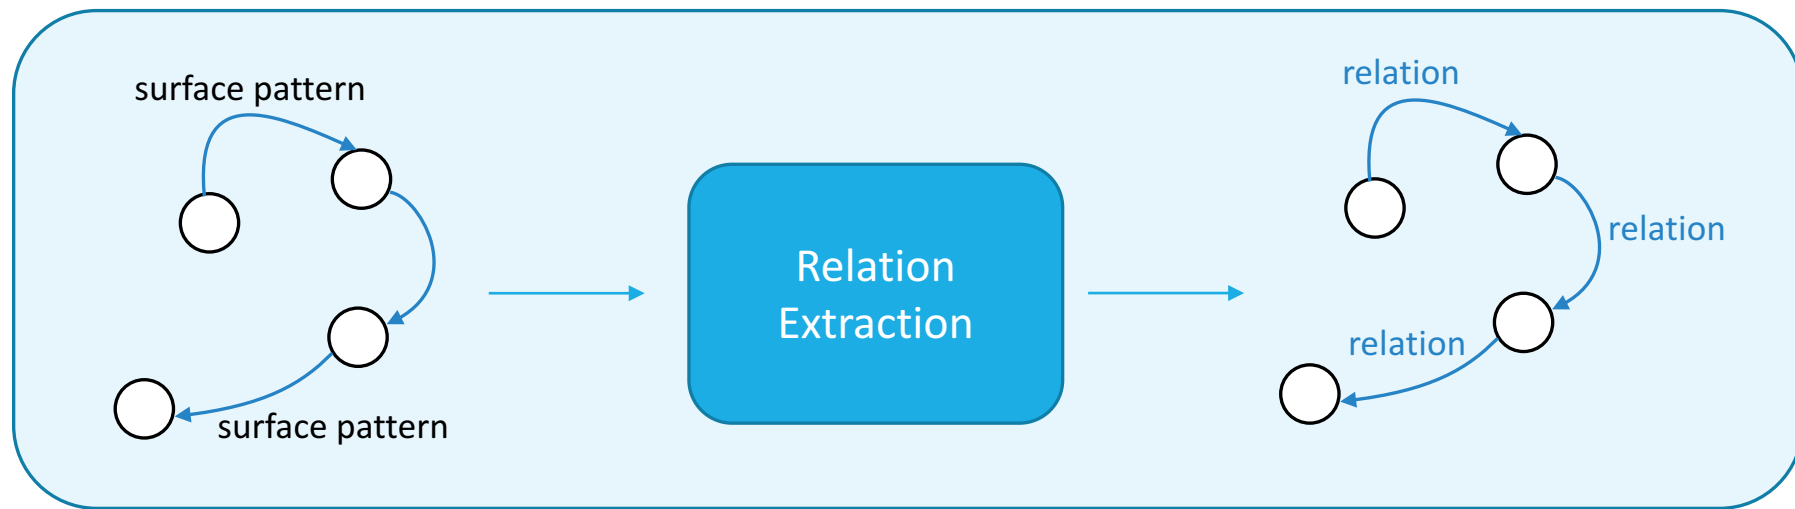 surface pattern
surface pattern
Relation
Extraction
relation
relation
relation